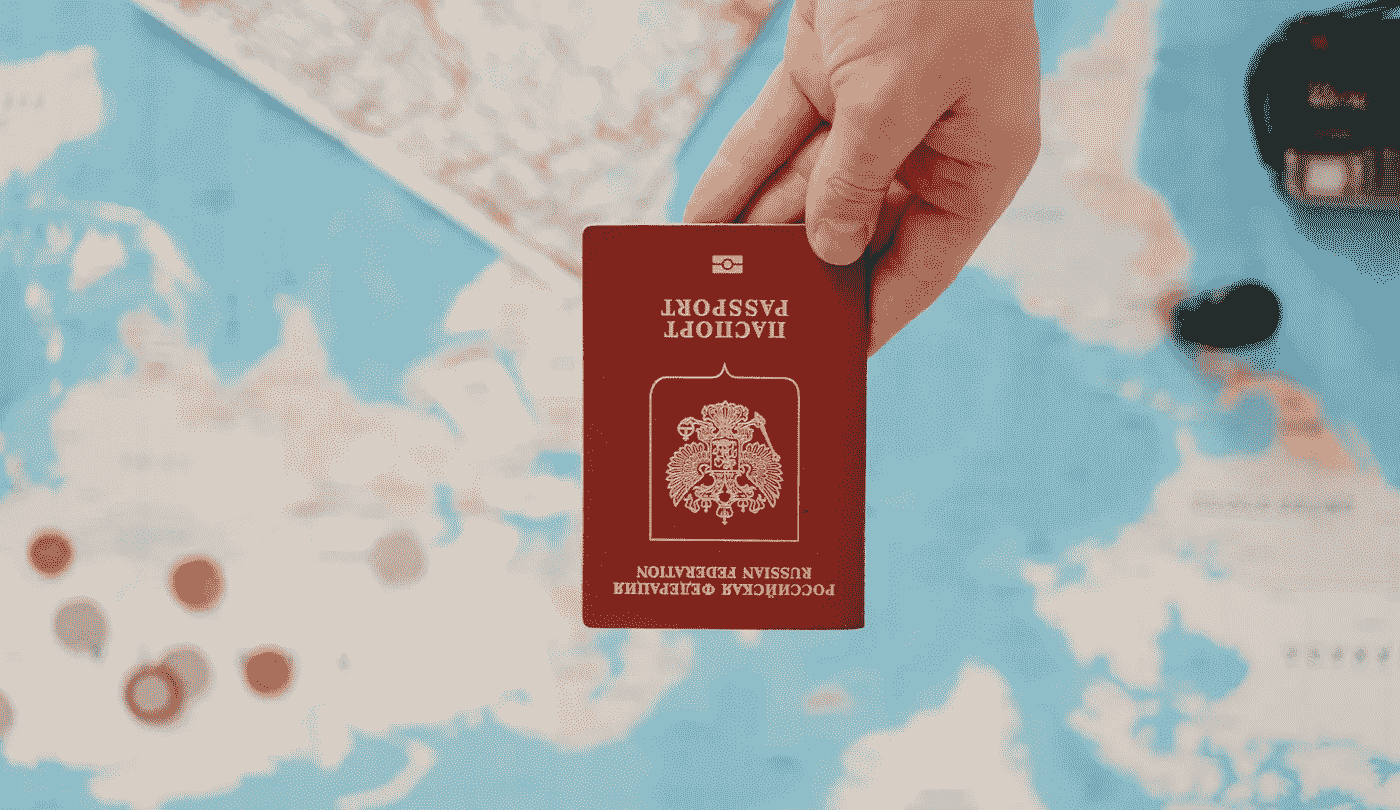 РОССИЙСКАЯ ФЕДЕРАЦИЯ
RUSSIAN FEDERATION
ПАСПОРТ
PASSPORT